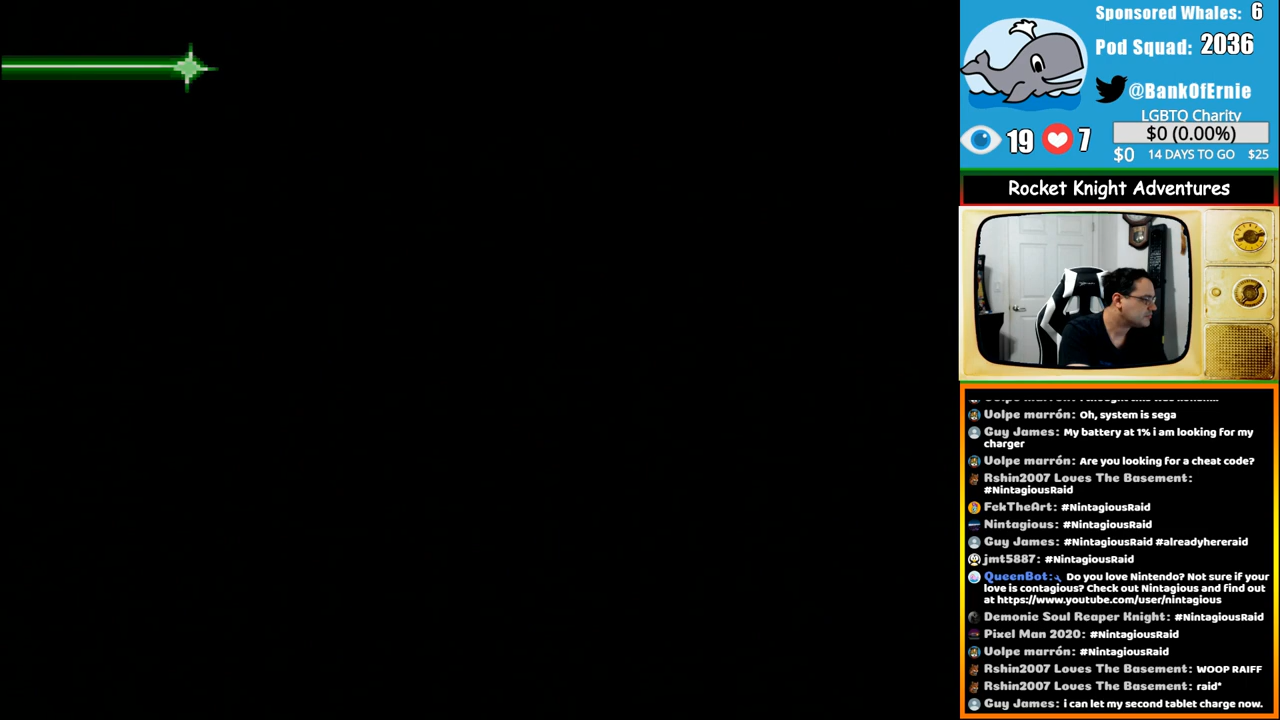 Sponsored Whales: 6
Pod Squad: 2036
@BankOfErnie
LGBTQ Charity
$0 (0.00%)
$0 14 DAYS TO GO $25
19 7
Rocket Knight Adventures
Uolpe marrón: Oh, system is sega
Guy James: My battery at 1% i am looking for my
charger
Uolpe marrón: Are you looking for a cheat code?
Rshin2007 Loves The Basement:
#NintagiousRaid
FckTheArt: #NintagiousRaid
Nintagious: #NintagiousRaid
Guy James: #NintagiousRaid #alreadyhereraid
jmt5887: #NintagiousRaid
QueenBot: Do you love Nintendo? Not sure if your
love is contagious? Check out Nintagious and find out
at https://www.youtube.com/user/nintagious
Demonic Soul Reaper Knight: #NintagiousRaid
Pixel Man 2020: #NintagiousRaid
Uolpe marrón: #NintagiousRaid
Rshin2007 Loves The Basement: WOOP RAIFF
Rshin2007 Loves The Basement: raid*
Guy James: i can let my second tablet charge now.